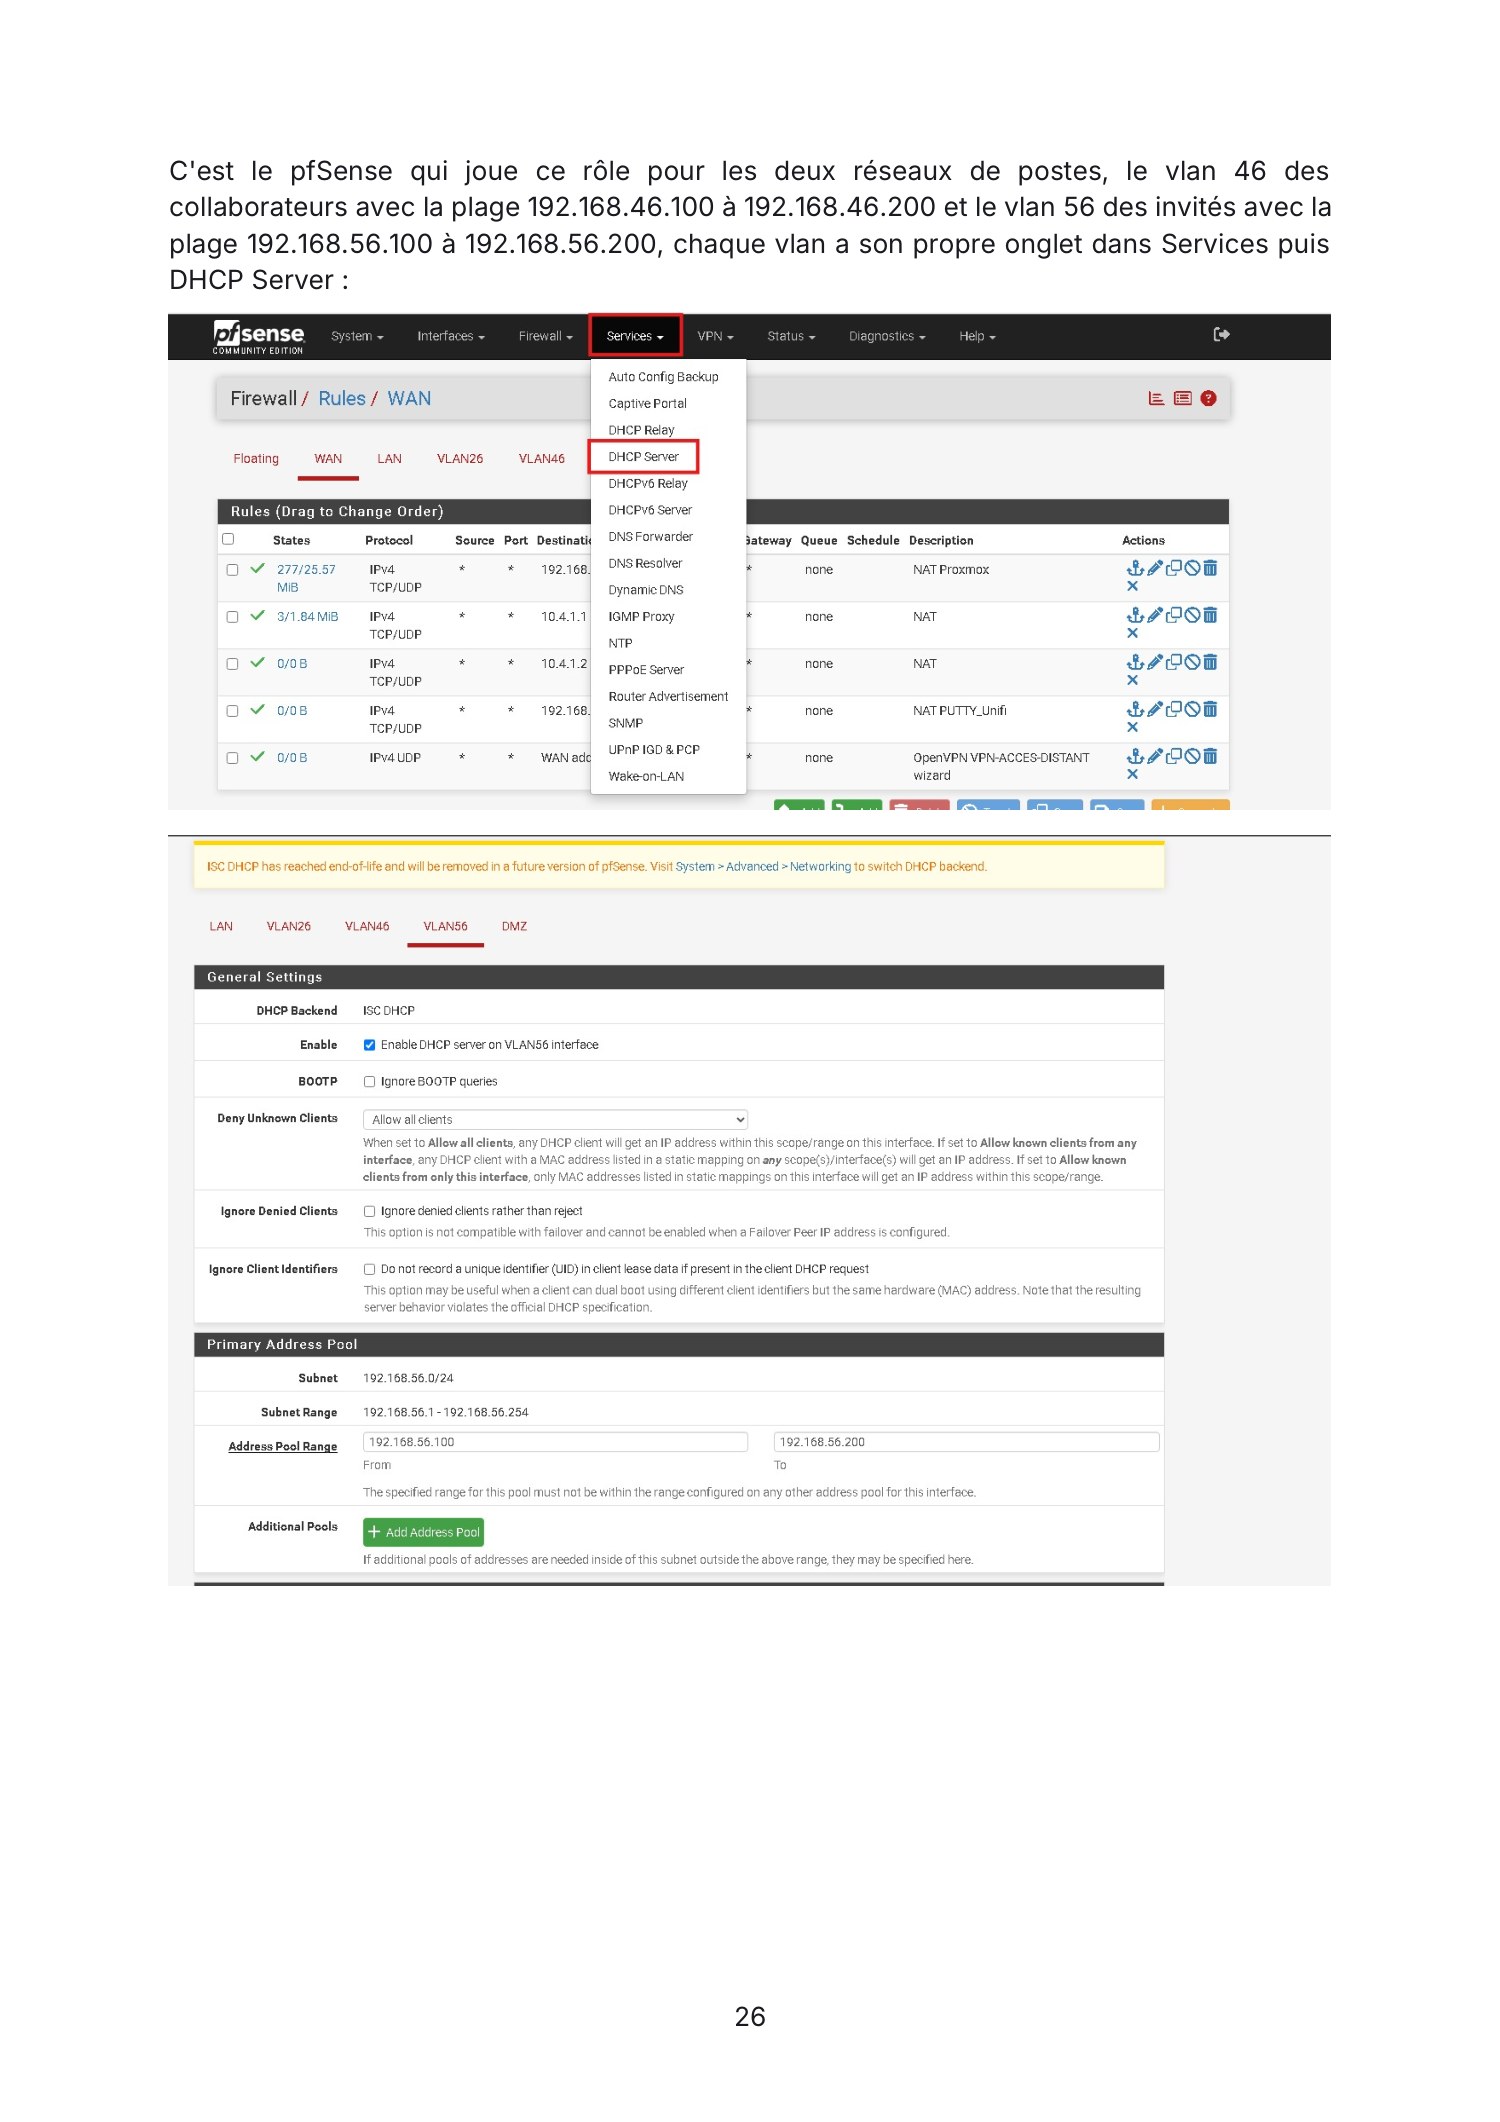 C'est le pfSense qui joue ce rôle pour les deux réseaux de postes, le vlan 46 des
collaborateurs avec la plage 192.168.46.100 à 192.168.46.200 et le vlan 56 des invités avec la
plage 192.168.56.100 à 192.168.56.200, chaque vlan a son propre onglet dans Services puis
DHCP Server :
pfsense System Interfaces Firewall Services VPN Status Diagnostics Help
COMMUNITY EDITION
Auto Config Backup
Captive Portal
DHCP Relay
DHCP Server
DHCPv6 Relay
DHCPv6 Server
DNS Forwarder
DNS Resolver
Dynamic DNS
IGMP Proxy
NTP
PPPoE Server
Router Advertisement
SNMP
UPnP IGD & PCP
Wake-on-LAN
Firewall / Rules / WAN
Floating WAN LAN VLAN26 VLAN46
Rules (Drag to Change Order)
States Protocol Source Port Destinatio Gateway Queue Schedule Description Actions
277/25.57 IPv4 * * 192.168. * none NAT Proxmox
MiB TCP/UDP
3/1.84 MiB IPv4 * * 10.4.1.1 * none NAT
TCP/UDP
0/0 B IPv4 * * 10.4.1.2 * none NAT
TCP/UDP
0/0 B IPv4 * * 192.168. * none NAT PUTTY_Unifi
TCP/UDP
0/0 B IPv4 UDP * * WAN add * none OpenVPN VPN-ACCES-DISTANT
wizard
ISC DHCP has reached end-of-life and will be removed in a future version of pfSense. Visit System > Advanced > Networking to switch DHCP backend.
LAN VLAN26 VLAN46 VLAN56 DMZ
General Settings
DHCP Backend ISC DHCP
Enable Enable DHCP server on VLAN56 interface
BOOTP Ignore BOOTP queries
Deny Unknown Clients Allow all clients
When set to Allow all clients, any DHCP client will get an IP address within this scope/range on this interface. If set to Allow known clients from any
interface, any DHCP client with a MAC address listed in a static mapping on any scope(s)/interface(s) will get an IP address. If set to Allow known
clients from only this interface, only MAC addresses listed in static mappings on this interface will get an IP address within this scope/range.
Ignore Denied Clients Ignore denied clients rather than reject
This option is not compatible with failover and cannot be enabled when a Failover Peer IP address is configured.
Ignore Client Identifiers Do not record a unique identifier (UID) in client lease data if present in the client DHCP request
This option may be useful when a client can dual boot using different client identifiers but the same hardware (MAC) address. Note that the resulting
server behavior violates the official DHCP specification.
Primary Address Pool
Subnet 192.168.56.0/24
Subnet Range 192.168.56.1 - 192.168.56.254
Address Pool Range 192.168.56.100 192.168.56.200
From To
The specified range for this pool must not be within the range configured on any other address pool for this interface.
Additional Pools + Add Address Pool
If additional pools of addresses are needed inside of this subnet outside the above range, they may be specified here.
26